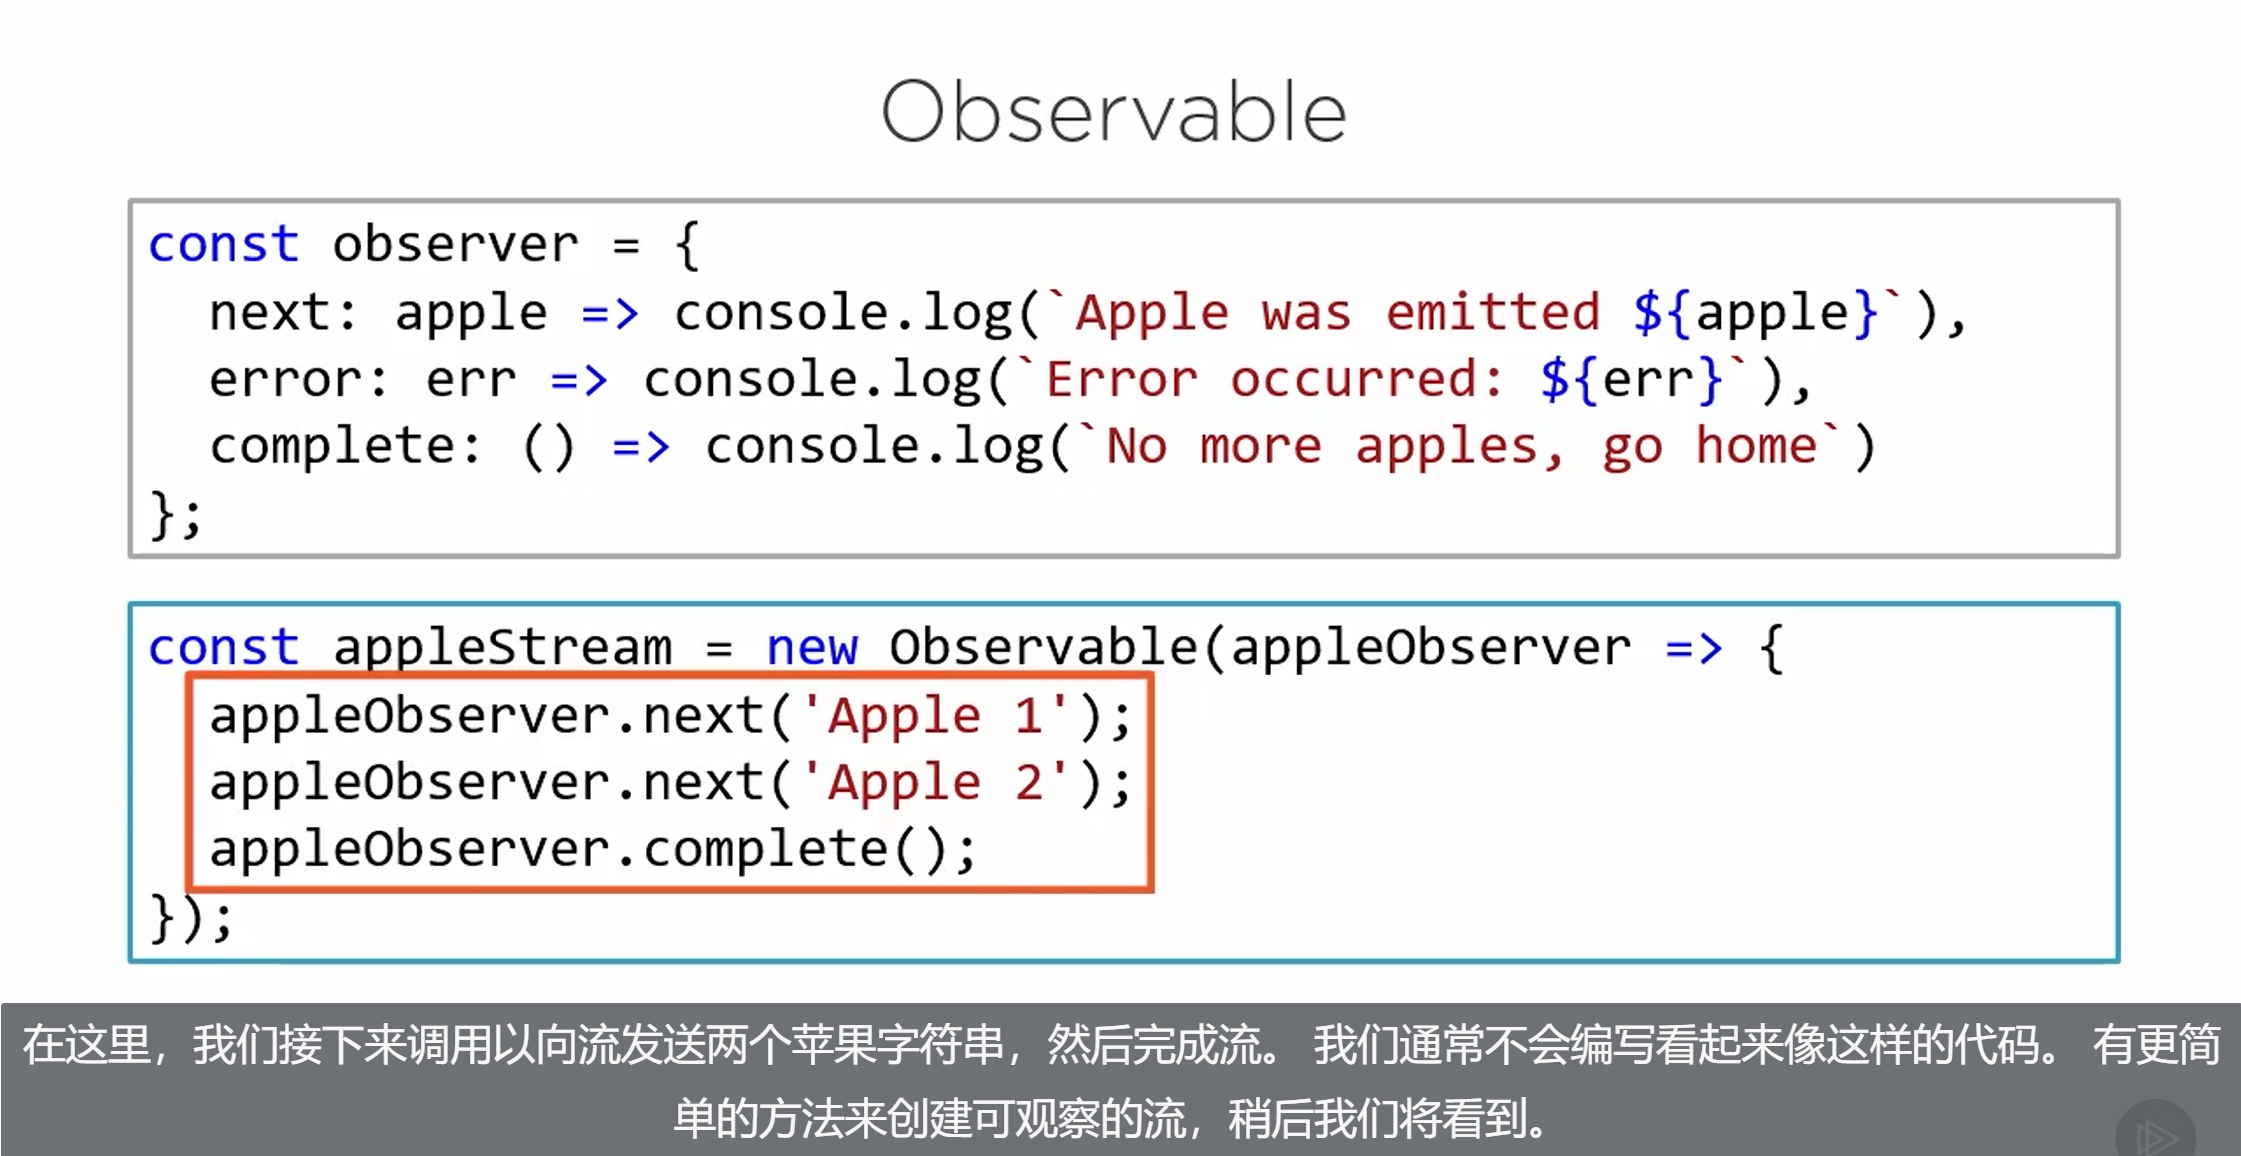 Observable
const observer = {
  next: apple => console.log(`Apple was emitted ${apple}`),
  error: err => console.log(`Error occurred: ${err}`),
  complete: () => console.log(`No more apples, go home`)
};
const appleStream = new Observable(appleObserver => {
  appleObserver.next('Apple 1');
  appleObserver.next('Apple 2');
  appleObserver.complete();
});
在这里，我们接下来调用以向流发送两个苹果字符串，然后完成流。 我们通常不会编写看起来像这样的代码。 有更简
单的方法来创建可观察的流，稍后我们将看到。